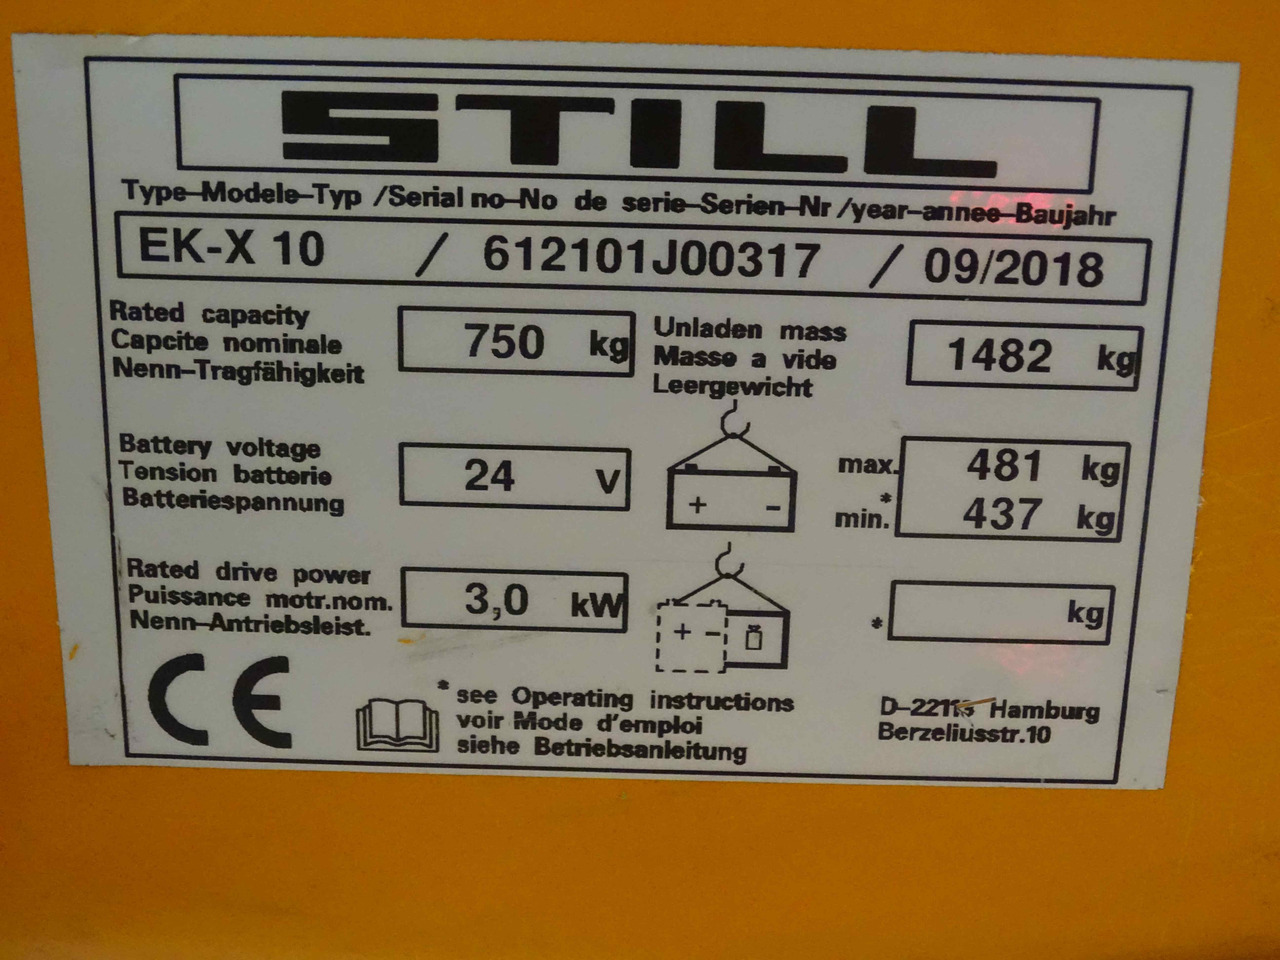 STILL
Type-Modele-Typ /Serial no-No de serie-Serien-Nr /year-annee-Baujahr
EK-X 10 / 612101J00317 / 09/2018
Rated capacity
Capcite nominale
Nenn-Tragfähigkeit
750 kg
Unladen mass
Masse a vide
Leergewicht
1482 kg
Battery voltage
Tension batterie
Batteriespannung
24 V
+ -
max. 481 kg
*
min. 437 kg
Rated drive power
Puissance motr.nom.
Nenn-Antriebsleist.
3,0 kW
+ -
* kg
CE
* see Operating instructions
voir Mode d'emploi
siehe Betriebsanleitung
Hamburg
Berzeliusstr.10